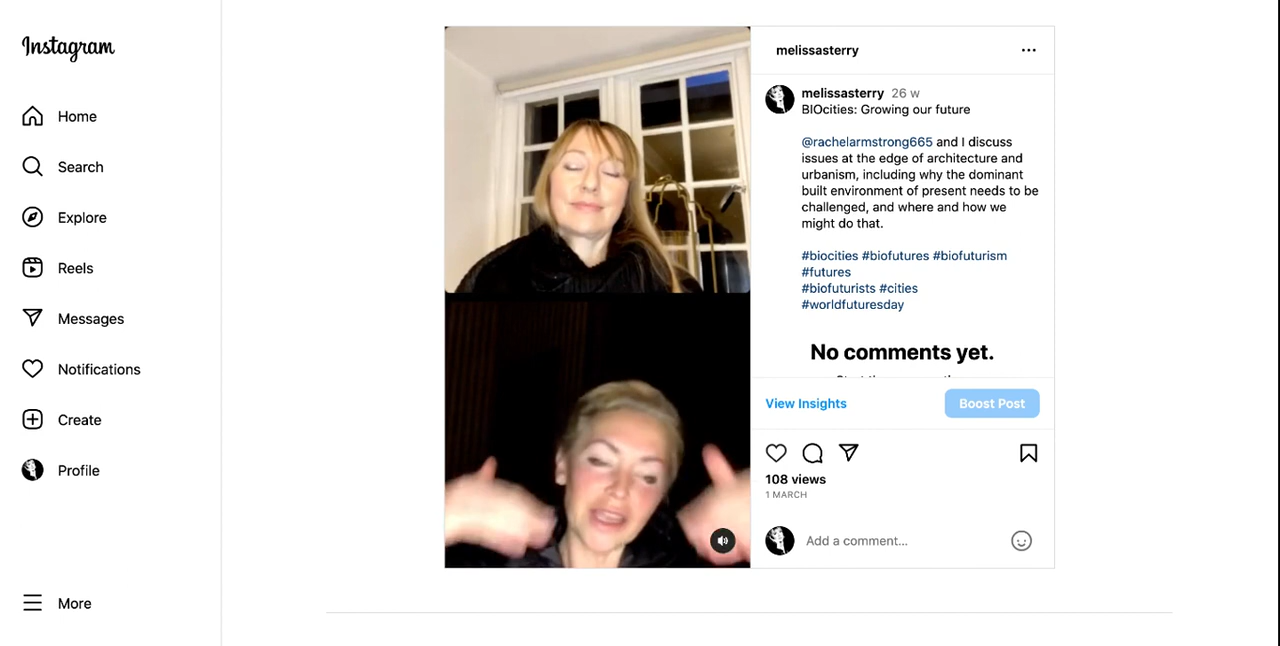 Instagram
Home
Search
Explore
Reels
Messages
Notifications
Create
Profile
More
melissasterry
melissasterry 26 w
BIOcities: Growing our future
@rachelarmstrong665 and I discuss
issues at the edge of architecture and
urbanism, including why the dominant
built environment of present needs to be
challenged, and where and how we
might do that.
#biocities #biofutures #biofuturism
#futures
#biofuturists #cities
#worldfuturesday
No comments yet.
View Insights
Boost Post
108 views
1 MARCH
Add a comment...